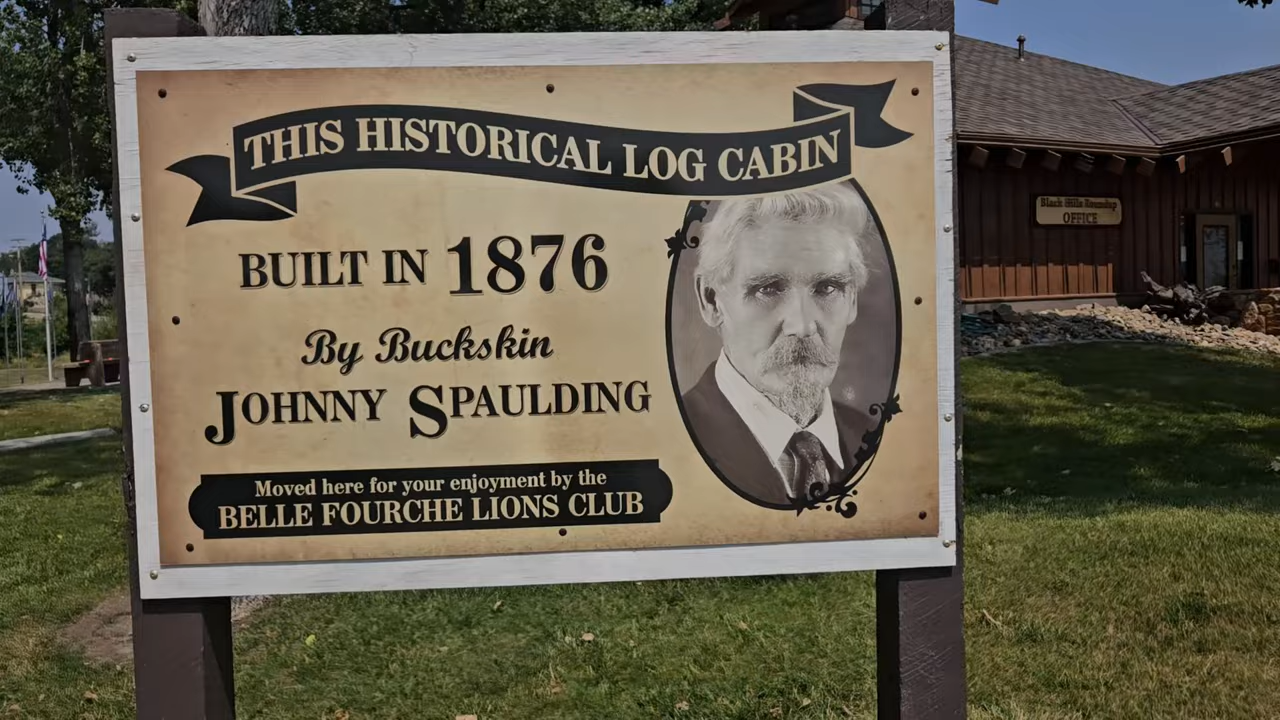 THIS HISTORICAL LOG CABIN
BUILT IN 1876
By Buckskin
JOHNNY SPAULDING
Moved here for your enjoyment by the
BELLE FOURCHE LIONS CLUB
Black Hills Roundup
OFFICE